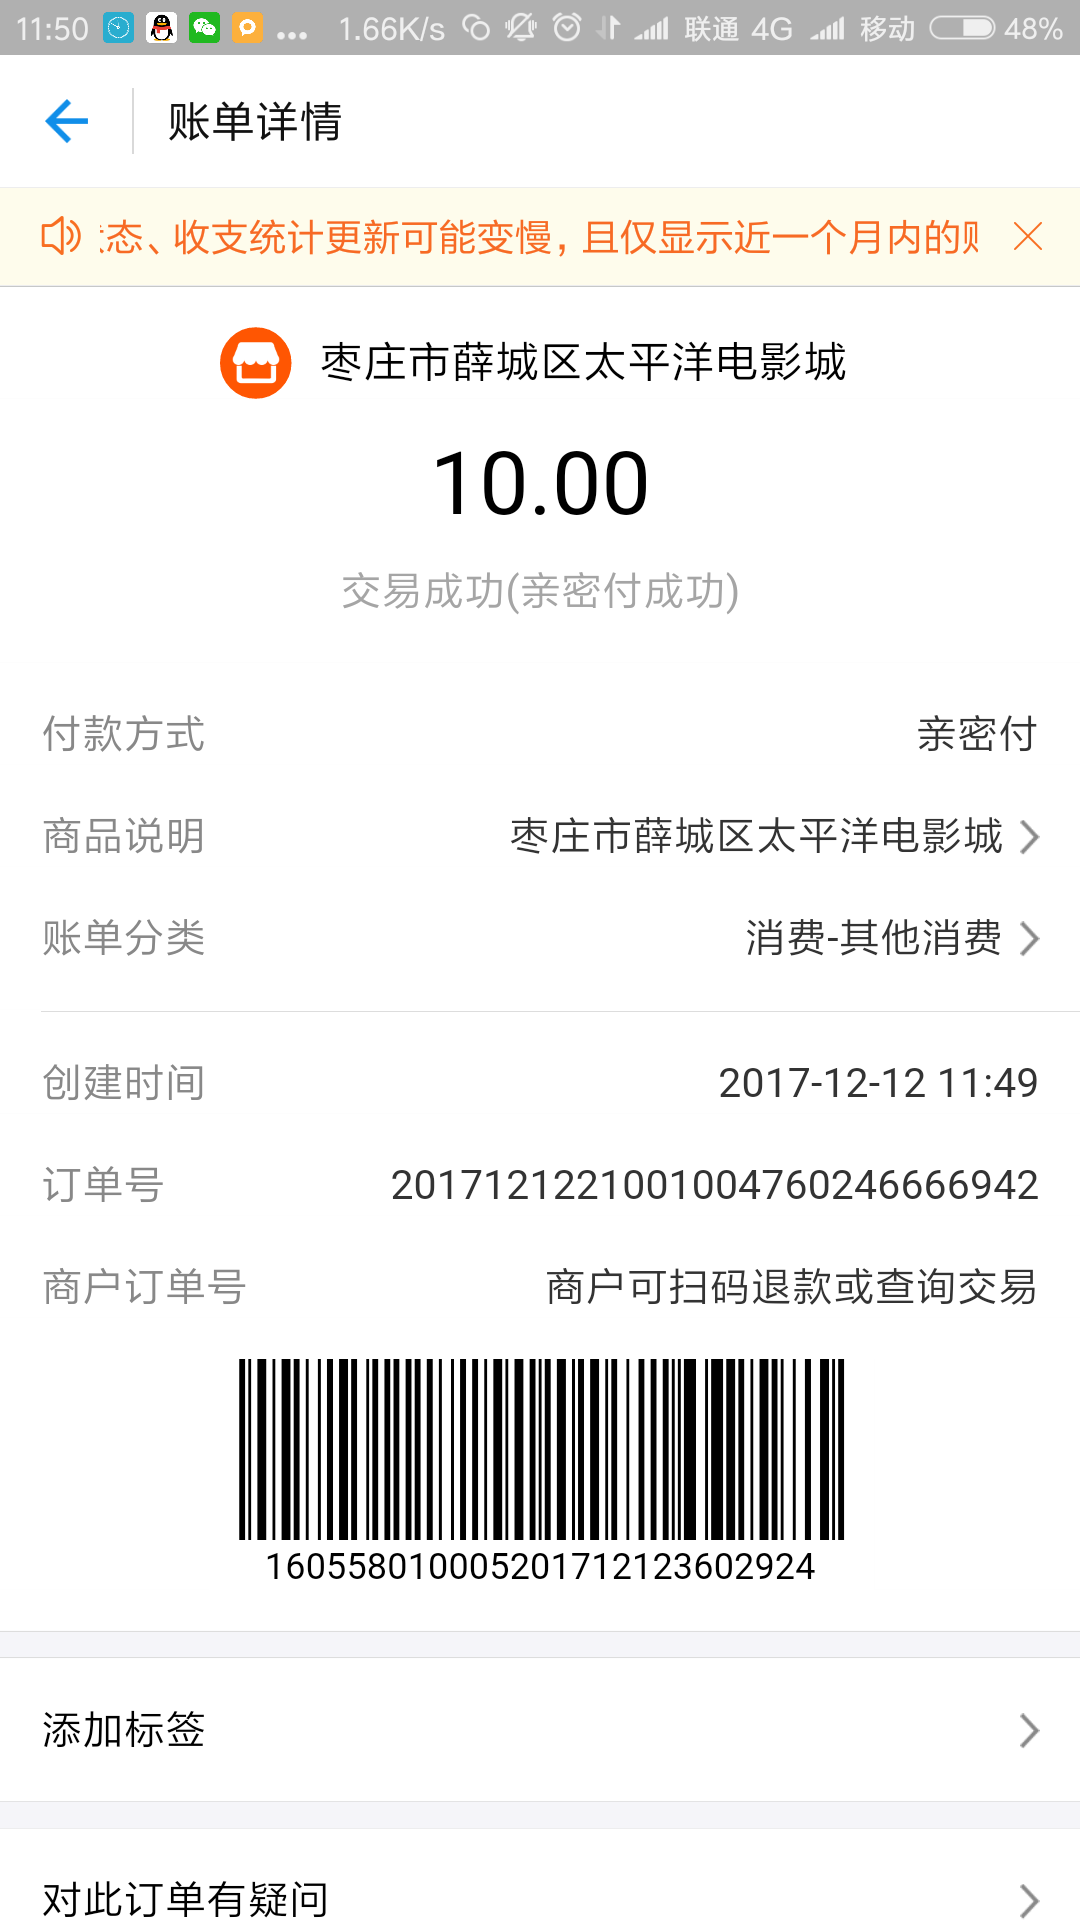 11:50 ... 1.66K/s 联通 4G 移动 48%
账单详情
态、收支统计更新可能变慢，且仅显示近一个月内的
枣庄市薛城区太平洋电影城
10.00
交易成功(亲密付成功)
付款方式 亲密付
商品说明 枣庄市薛城区太平洋电影城
账单分类 消费-其他消费
创建时间 2017-12-12 11:49
订单号 2017121221001004760246666942
商户订单号 商户可扫码退款或查询交易
160558010005201712123602924
添加标签
对此订单有疑问